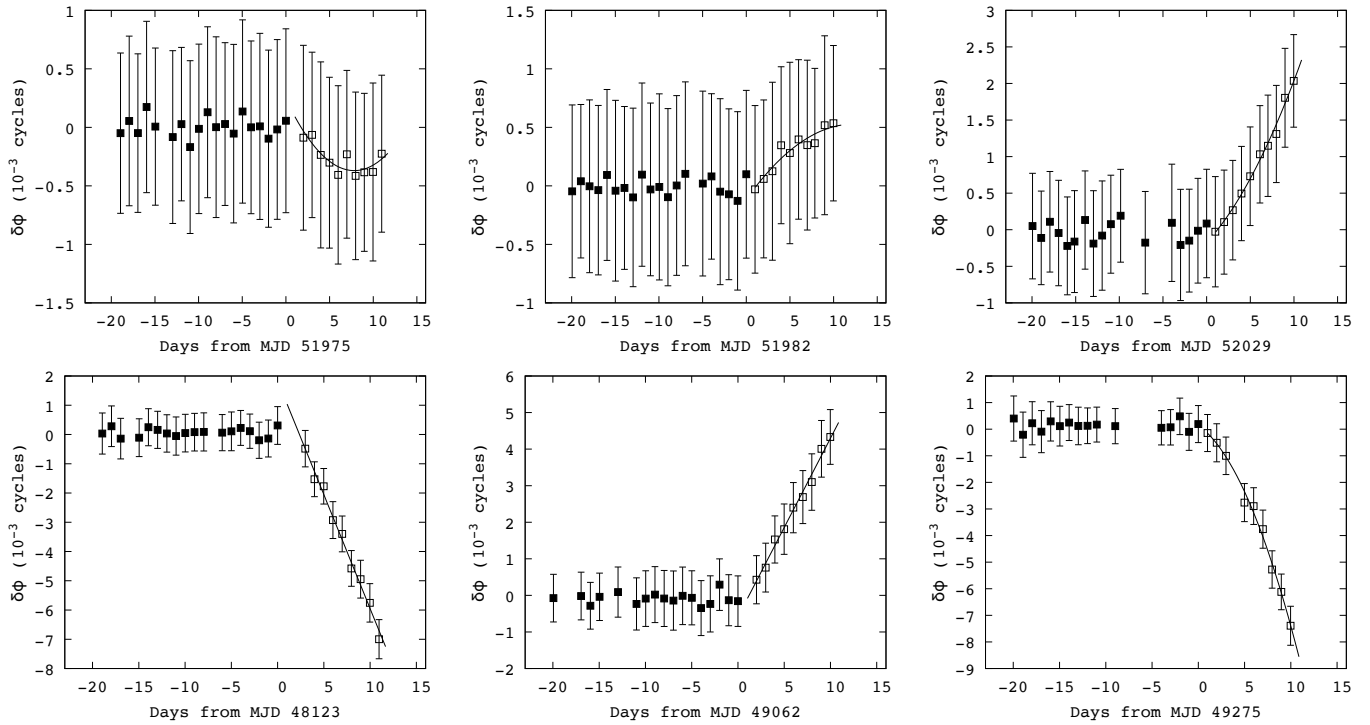 1
0.5
0
−0.5
−1
−1.5
δϕ (10⁻³ cycles)
−20 −15 −10 −5 0 5 10 15
Days from MJD 51975
1.5
1
0.5
0
−0.5
−1
δϕ (10⁻³ cycles)
−20 −15 −10 −5 0 5 10 15
Days from MJD 51982
3
2.5
2
1.5
1
0.5
0
−0.5
−1
δϕ (10⁻³ cycles)
−20 −15 −10 −5 0 5 10 15
Days from MJD 52029
2
1
0
−1
−2
−3
−4
−5
−6
−7
−8
δϕ (10⁻³ cycles)
−20 −15 −10 −5 0 5 10 15
Days from MJD 48123
6
5
4
3
2
1
0
−1
−2
δϕ (10⁻³ cycles)
−20 −15 −10 −5 0 5 10 15
Days from MJD 49062
2
1
0
−1
−2
−3
−4
−5
−6
−7
−8
−9
δϕ (10⁻³ cycles)
−20 −15 −10 −5 0 5 10 15
Days from MJD 49275